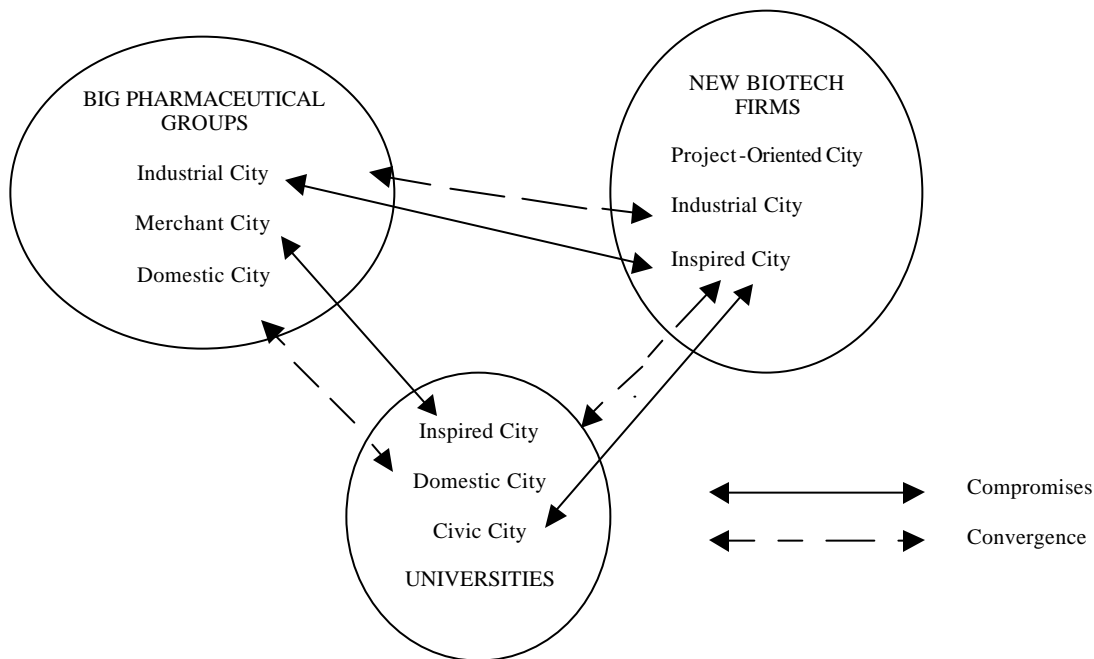 BIG PHARMACEUTICAL
GROUPS
Industrial City
Merchant City
Domestic City
NEW BIOTECH
FIRMS
Project-Oriented City
Industrial City
Inspired City
Inspired City
Domestic City
Civic City
UNIVERSITIES
Compromises
Convergence